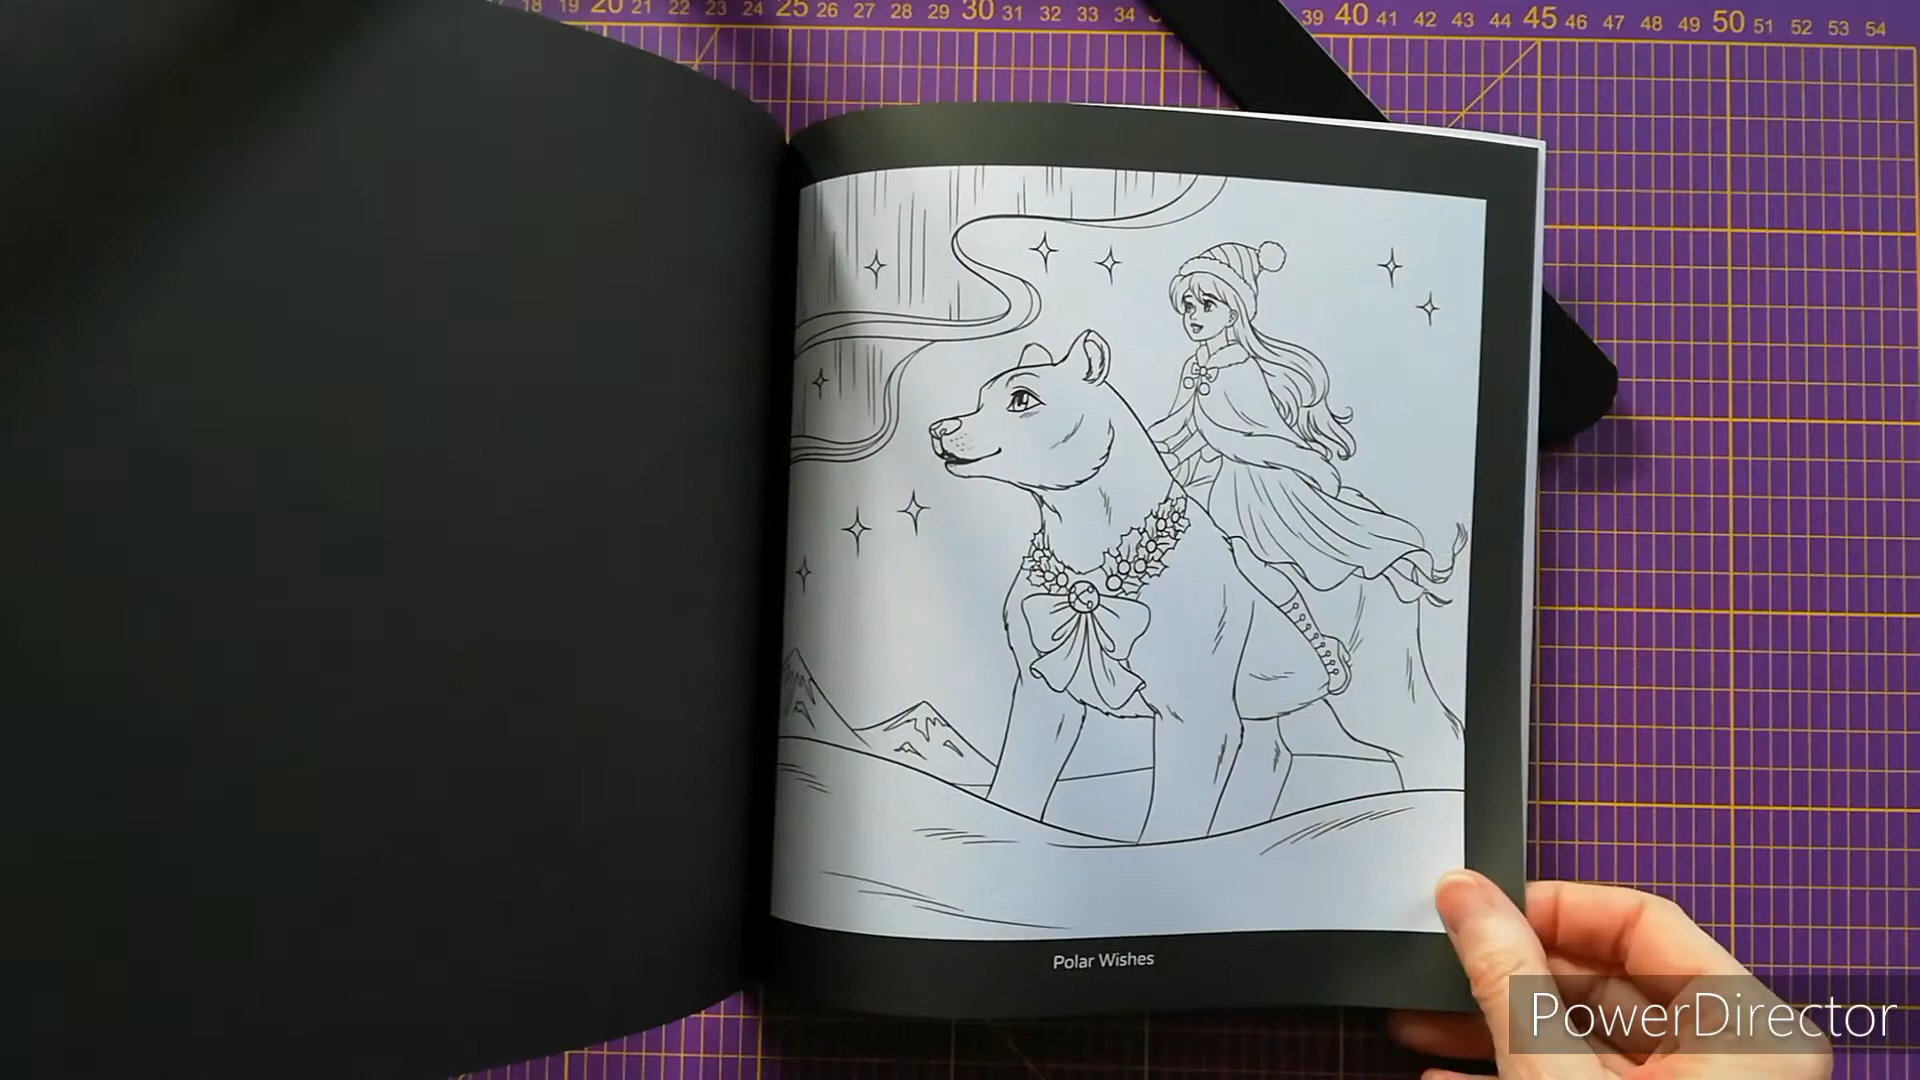 18 19 20 21 22 23 24 25 26 27 28 29 30 31 32 33 34 39 40 41 42 43 44 45 46 47 48 49 50 51 52 53 54
Polar Wishes
PowerDirector